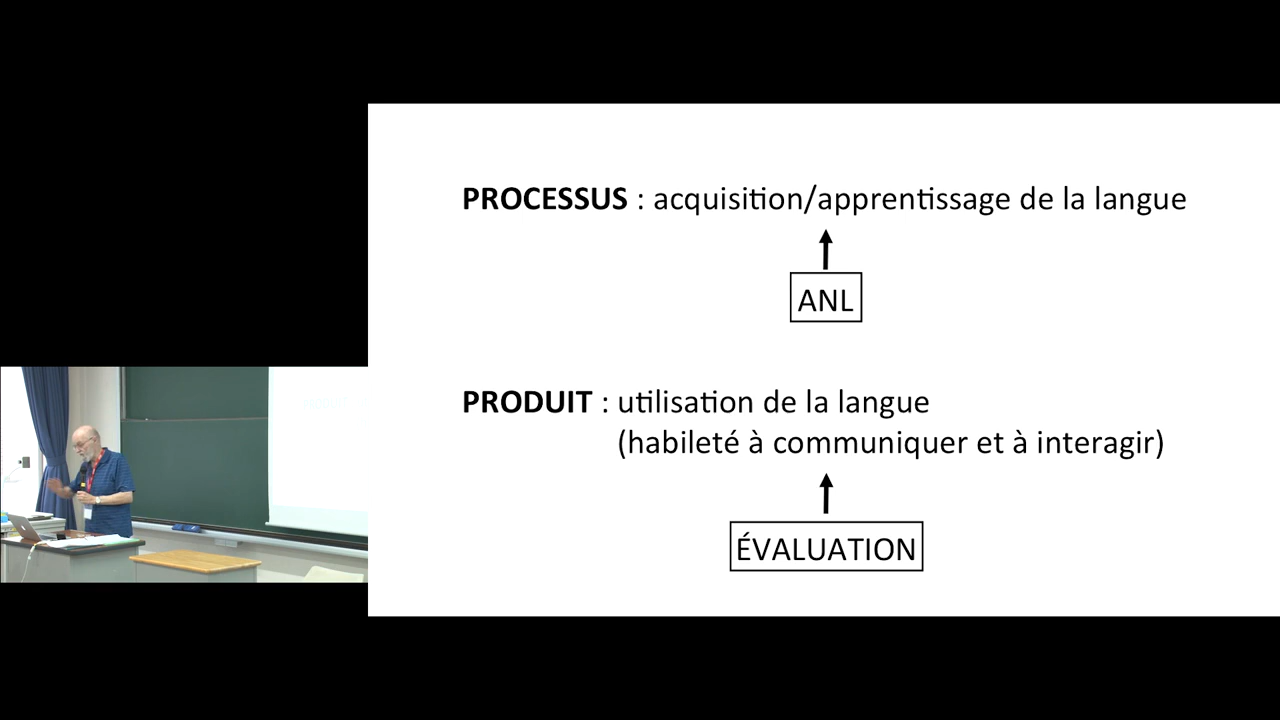 PROCESSUS : acquisition/apprentissage de la langue
ANL
PRODUIT : utilisation de la langue
(habileté à communiquer et à interagir)
ÉVALUATION